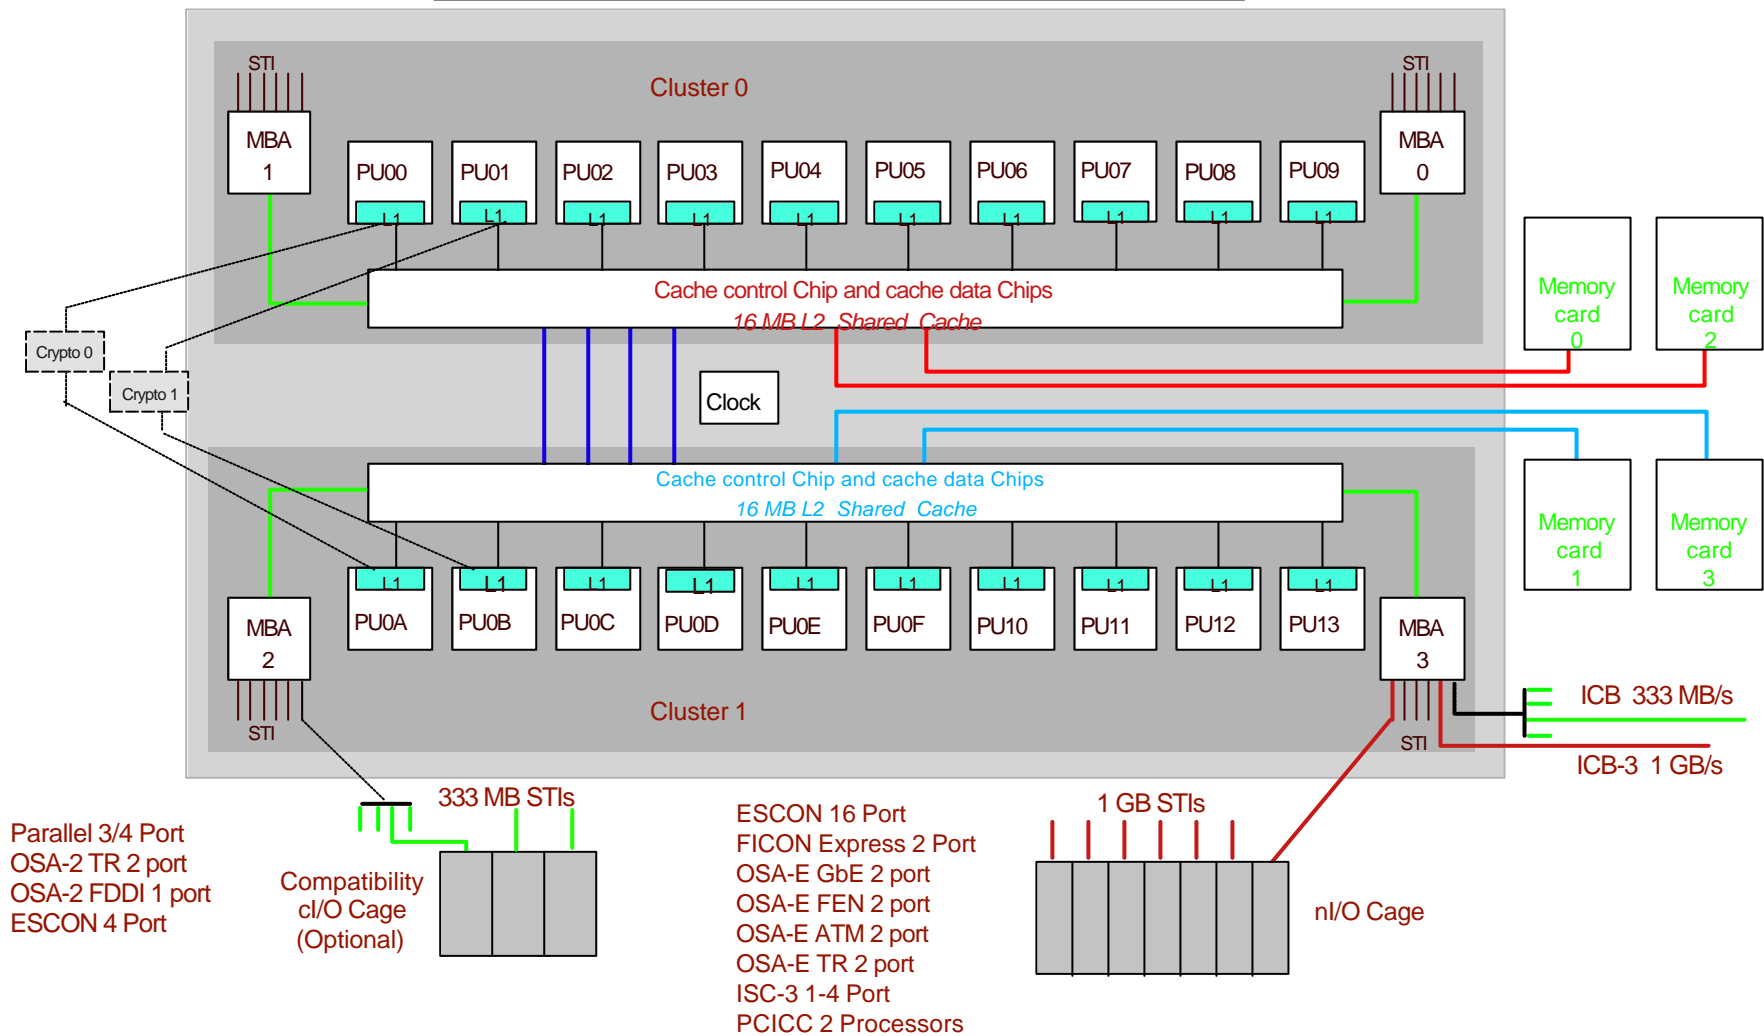 STI
STI
Cluster 0
MBA
1
MBA
0
PU00
PU01
PU02
PU03
PU04
PU05
PU06
PU07
PU08
PU09
L1
L1
L1
L1
L1
L1
L1
L1
L1
L1
Cache control Chip and cache data Chips
16 MB L2 Shared Cache
Memory
card
0
Memory
card
2
Crypto 0
Crypto 1
Clock
Cache control Chip and cache data Chips
16 MB L2 Shared Cache
Memory
card
1
Memory
card
3
L1
L1
L1
L1
L1
L1
L1
L1
L1
L1
PU0A
PU0B
PU0C
PU0D
PU0E
PU0F
PU10
PU11
PU12
PU13
MBA
2
MBA
3
Cluster 1
STI
STI
ICB 333 MB/s
ICB-3 1 GB/s
333 MB STIs
1 GB STIs
Parallel 3/4 Port
OSA-2 TR 2 port
OSA-2 FDDI 1 port
ESCON 4 Port
Compatibility
cI/O Cage
(Optional)
ESCON 16 Port
FICON Express 2 Port
OSA-E GbE 2 port
OSA-E FEN 2 port
OSA-E ATM 2 port
OSA-E TR 2 port
ISC-3 1-4 Port
PCICC 2 Processors
nI/O Cage